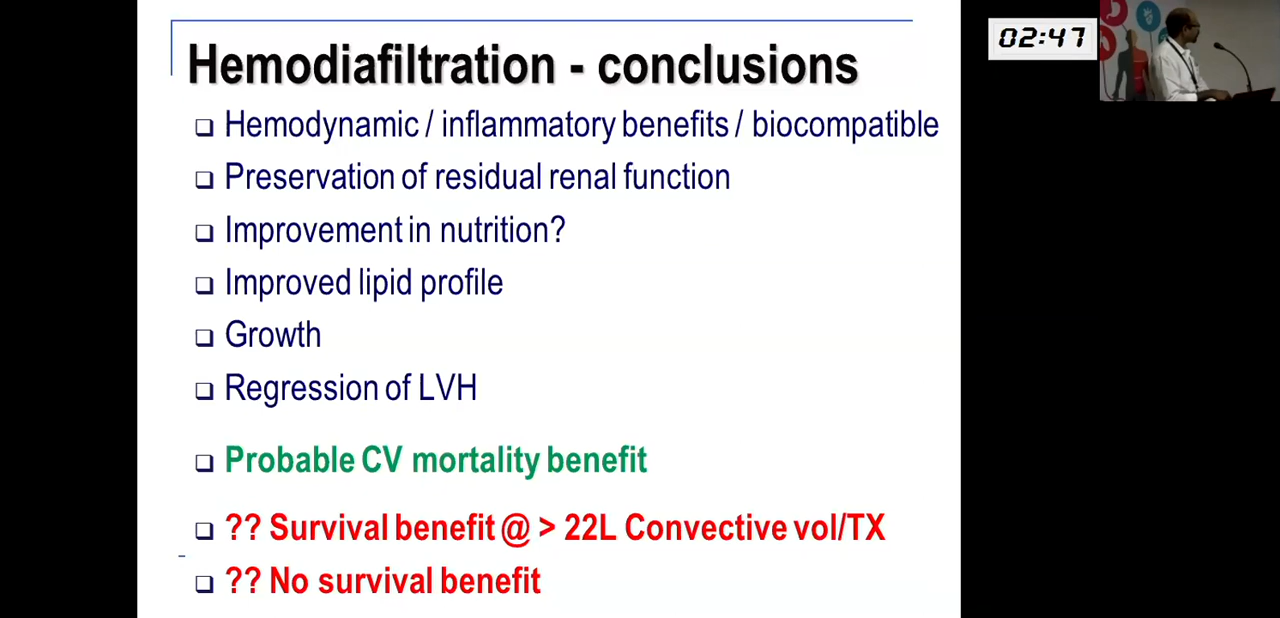 Hemodiafiltration - conclusions
02:47
Hemodynamic / inflammatory benefits / biocompatible
Preservation of residual renal function
Improvement in nutrition?
Improved lipid profile
Growth
Regression of LVH
Probable CV mortality benefit
?? Survival benefit @ > 22L Convective vol/TX
?? No survival benefit